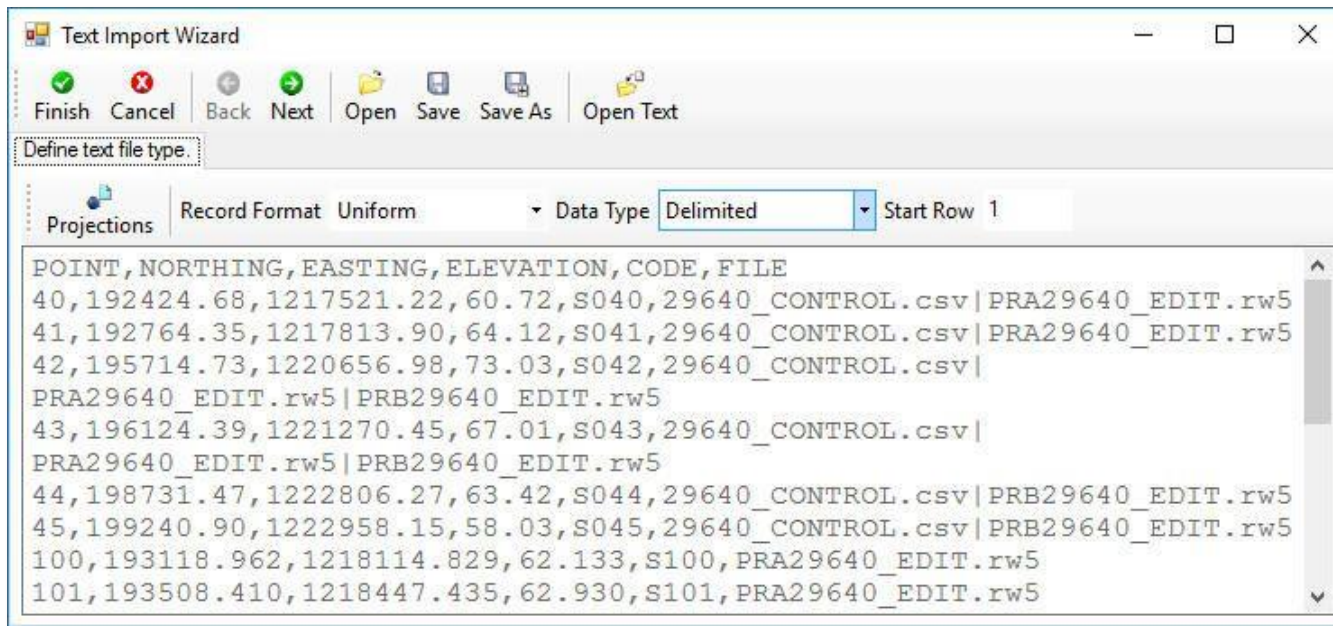 Text Import Wizard
Finish Cancel Back Next Open Save Save As Open Text
Define text file type.
Projections Record Format Uniform Data Type Delimited Start Row 1
POINT,NORTHING,EASTING,ELEVATION,CODE,FILE
40,192424.68,1217521.22,60.72,S040,29640_CONTROL.csv|PRA29640_EDIT.rw5
41,192764.35,1217813.90,64.12,S041,29640_CONTROL.csv|PRA29640_EDIT.rw5
42,195714.73,1220656.98,73.03,S042,29640_CONTROL.csv|
PRA29640_EDIT.rw5|PRB29640_EDIT.rw5
43,196124.39,1221270.45,67.01,S043,29640_CONTROL.csv|
PRA29640_EDIT.rw5|PRB29640_EDIT.rw5
44,198731.47,1222806.27,63.42,S044,29640_CONTROL.csv|PRB29640_EDIT.rw5
45,199240.90,1222958.15,58.03,S045,29640_CONTROL.csv|PRB29640_EDIT.rw5
100,193118.962,1218114.829,62.133,S100,PRA29640_EDIT.rw5
101,193508.410,1218447.435,62.930,S101,PRA29640_EDIT.rw5